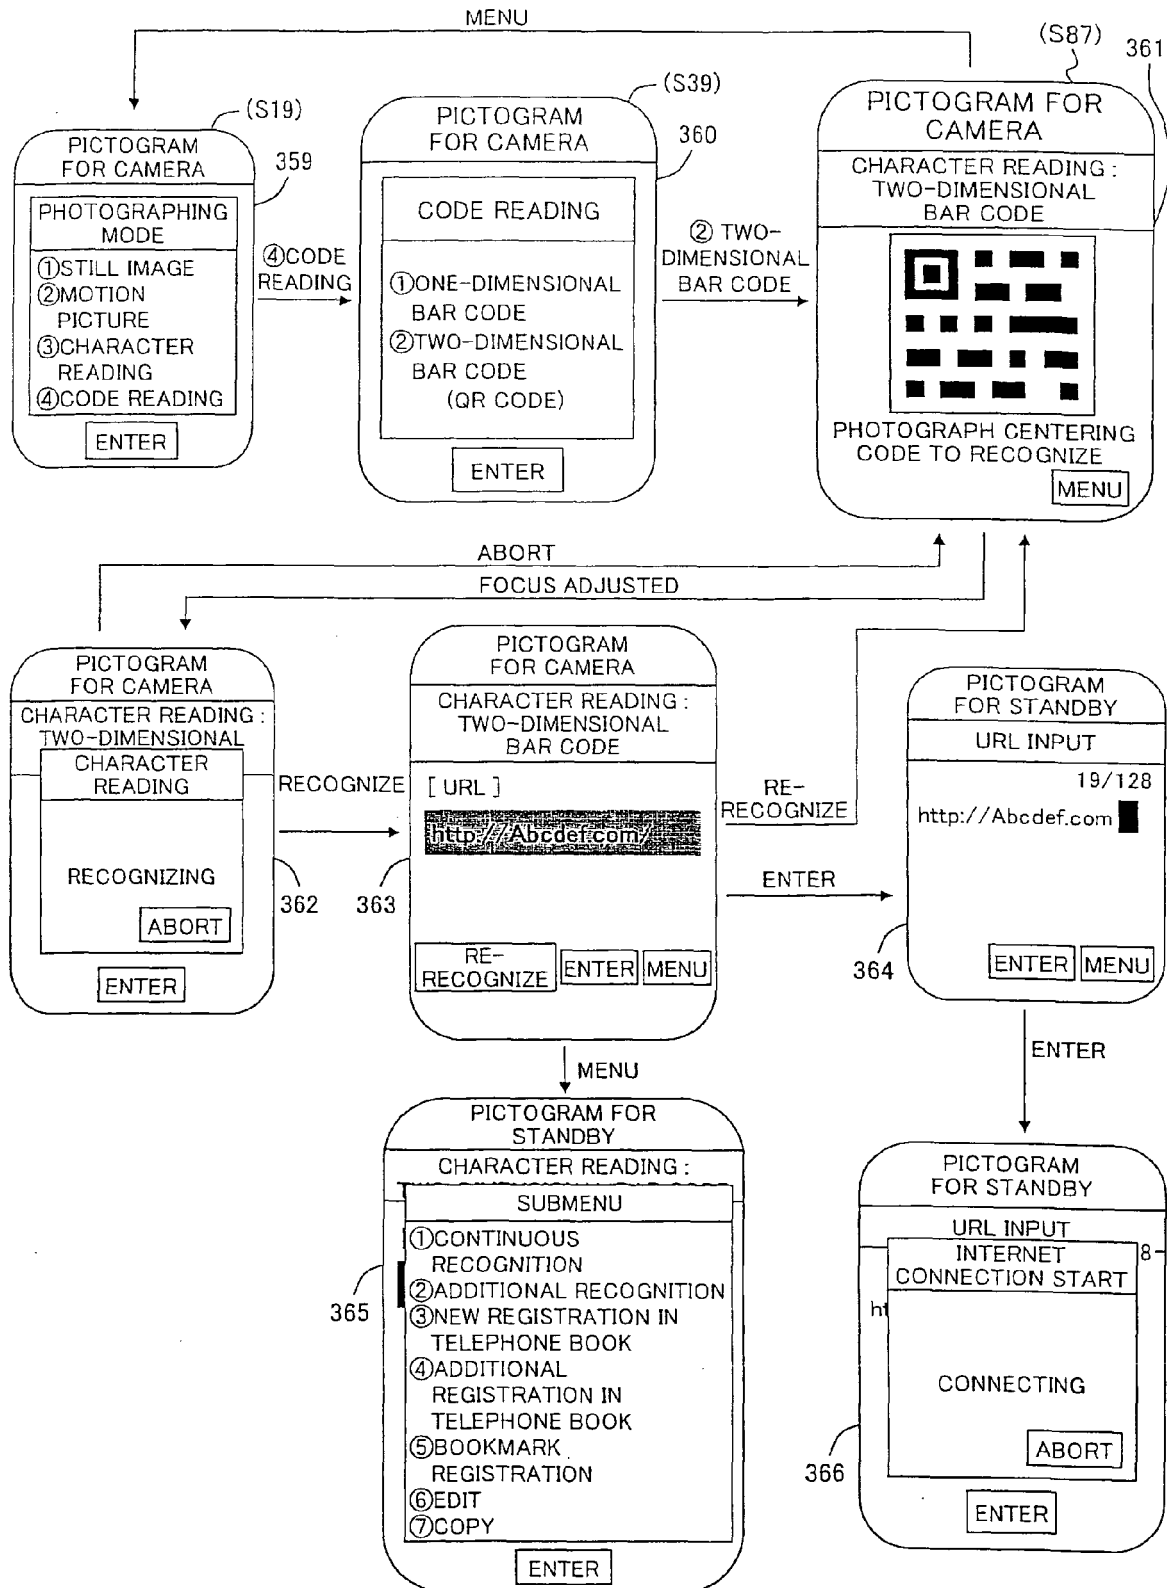 MENU
(S19)
PICTOGRAM
FOR CAMERA
359
PHOTOGRAPHING
MODE
①STILL IMAGE
②MOTION
PICTURE
③CHARACTER
READING
④CODE READING
ENTER
④CODE
READING
(S39)
PICTOGRAM
FOR CAMERA
360
CODE READING
①ONE-DIMENSIONAL
BAR CODE
②TWO-DIMENSIONAL
BAR CODE
(QR CODE)
ENTER
② TWO-
DIMENSIONAL
BAR CODE
(S87)
361
PICTOGRAM FOR
CAMERA
CHARACTER READING :
TWO-DIMENSIONAL
BAR CODE
PHOTOGRAPH CENTERING
CODE TO RECOGNIZE
MENU
ABORT
FOCUS ADJUSTED
PICTOGRAM
FOR CAMERA
CHARACTER READING :
TWO-DIMENSIONAL
CHARACTER
READING
RECOGNIZING
ABORT
ENTER
362
RECOGNIZE
PICTOGRAM
FOR CAMERA
CHARACTER READING :
TWO-DIMENSIONAL
BAR CODE
[ URL ]
http://Abcdef.com/
RE-
RECOGNIZE
ENTER
MENU
363
RE-
RECOGNIZE
ENTER
PICTOGRAM
FOR STANDBY
URL INPUT
19/128
http://Abcdef.com
ENTER
MENU
364
MENU
ENTER
PICTOGRAM FOR
STANDBY
CHARACTER READING :
SUBMENU
①CONTINUOUS
RECOGNITION
②ADDITIONAL RECOGNITION
③NEW REGISTRATION IN
TELEPHONE BOOK
④ADDITIONAL
REGISTRATION IN
TELEPHONE BOOK
⑤BOOKMARK
REGISTRATION
⑥EDIT
⑦COPY
ENTER
365
PICTOGRAM
FOR STANDBY
URL INPUT
8
INTERNET
CONNECTION START
ht
CONNECTING
ABORT
ENTER
366